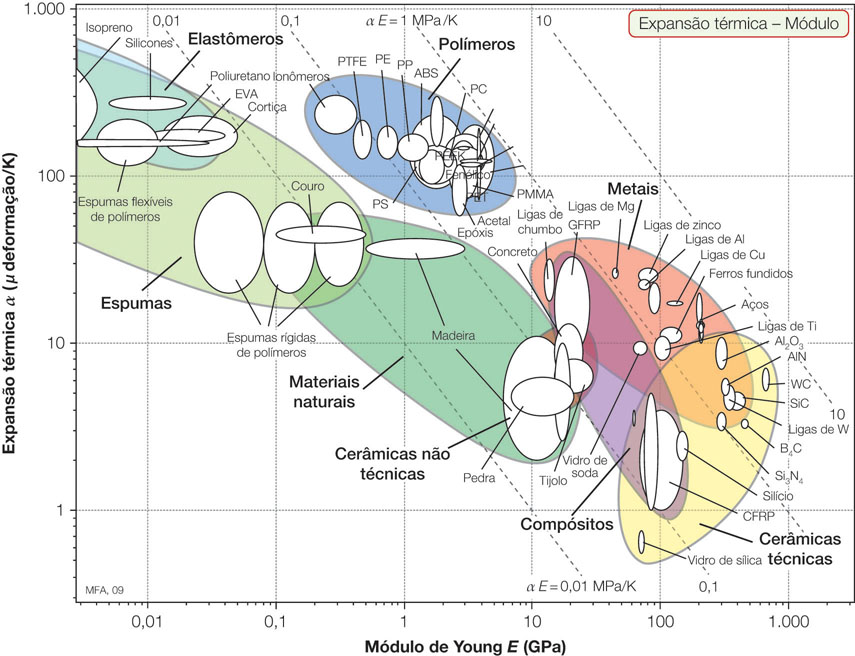 Expansão térmica – Módulo
Expansão térmica α (μ deformação/K)
1.000
100
10
1
0,01
0,1
α E = 1 MPa/K
10
Isopreno
Silicones
Elastômeros
Poliuretano
Ionômeros
EVA
Cortiça
Polímeros
PTFE
PE
PP
ABS
PC
PEEK
Fenólico
PET
PS
PMMA
Acetal
Epóxis
Espumas flexíveis
de polímeros
Couro
Espumas
Espumas rígidas
de polímeros
Madeira
Materiais
naturais
Cerâmicas não
técnicas
Pedra
Tijolo
Concreto
Ligas de
chumbo
GFRP
Metais
Ligas de Mg
Ligas de zinco
Ligas de Al
Ligas de Cu
Ferros fundidos
Aços
Ligas de Ti
Al2O3
AlN
WC
SiC
10
Ligas de W
B4C
Si3N4
Silício
CFRP
Vidro de
soda
Compósitos
Cerâmicas
técnicas
Vidro de sílica
α E = 0,01 MPa/K
0,1
MFA, 09
0,01
0,1
1
10
100
1.000
Módulo de Young E (GPa)